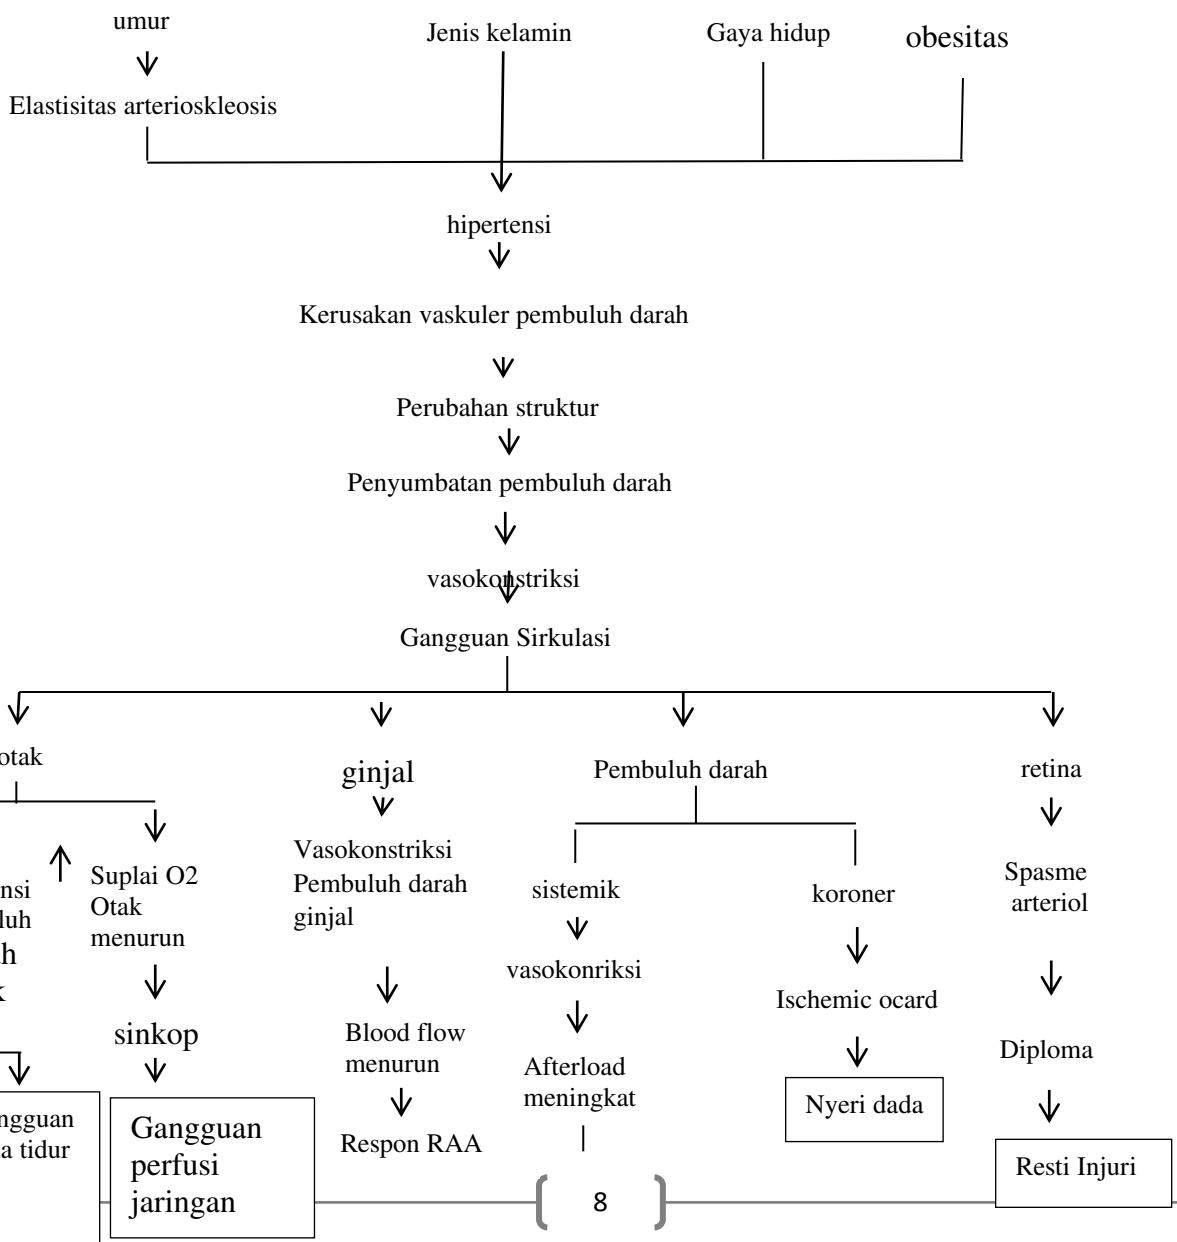 umur
Jenis kelamin
Gaya hidup
obesitas
Elastisitas arterioskleosis
hipertensi
Kerusakan vaskuler pembuluh darah
Perubahan struktur
Penyumbatan pembuluh darah
vasokonstriksi
Gangguan Sirkulasi
otak
ginjal
Pembuluh darah
retina
Suplai O2
Otak
menurun
sinkop
Gangguan
perfusi
jaringan
Vasokonstriksi
Pembuluh darah
ginjal
Blood flow
menurun
Respon RAA
sistemik
vasokonriksi
Afterload
meningkat
koroner
Ischemic ocard
Nyeri dada
Spasme
arteriol
Diploma
Resti Injuri
tidur
8